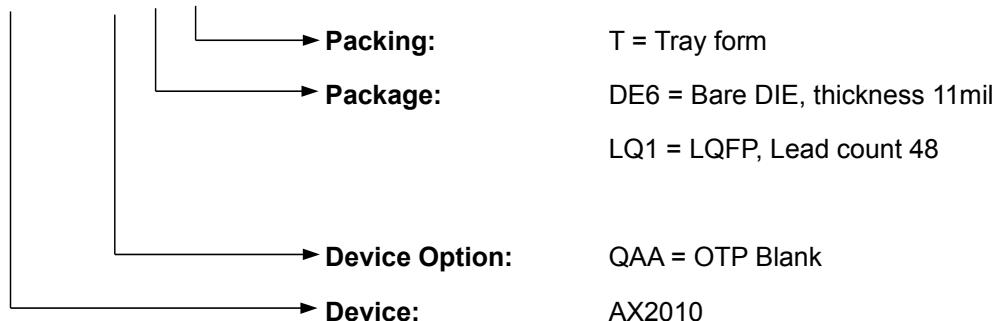 Packing: T = Tray form
Package: DE6 = Bare DIE, thickness 11mil
LQ1 = LQFP, Lead count 48
Device Option: QAA = OTP Blank
Device: AX2010